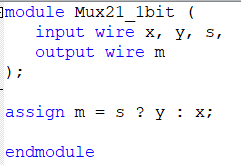 module Mux21_1bit (
    input wire x, y, s,
    output wire m
);
assign m = s ? y : x;
endmodule